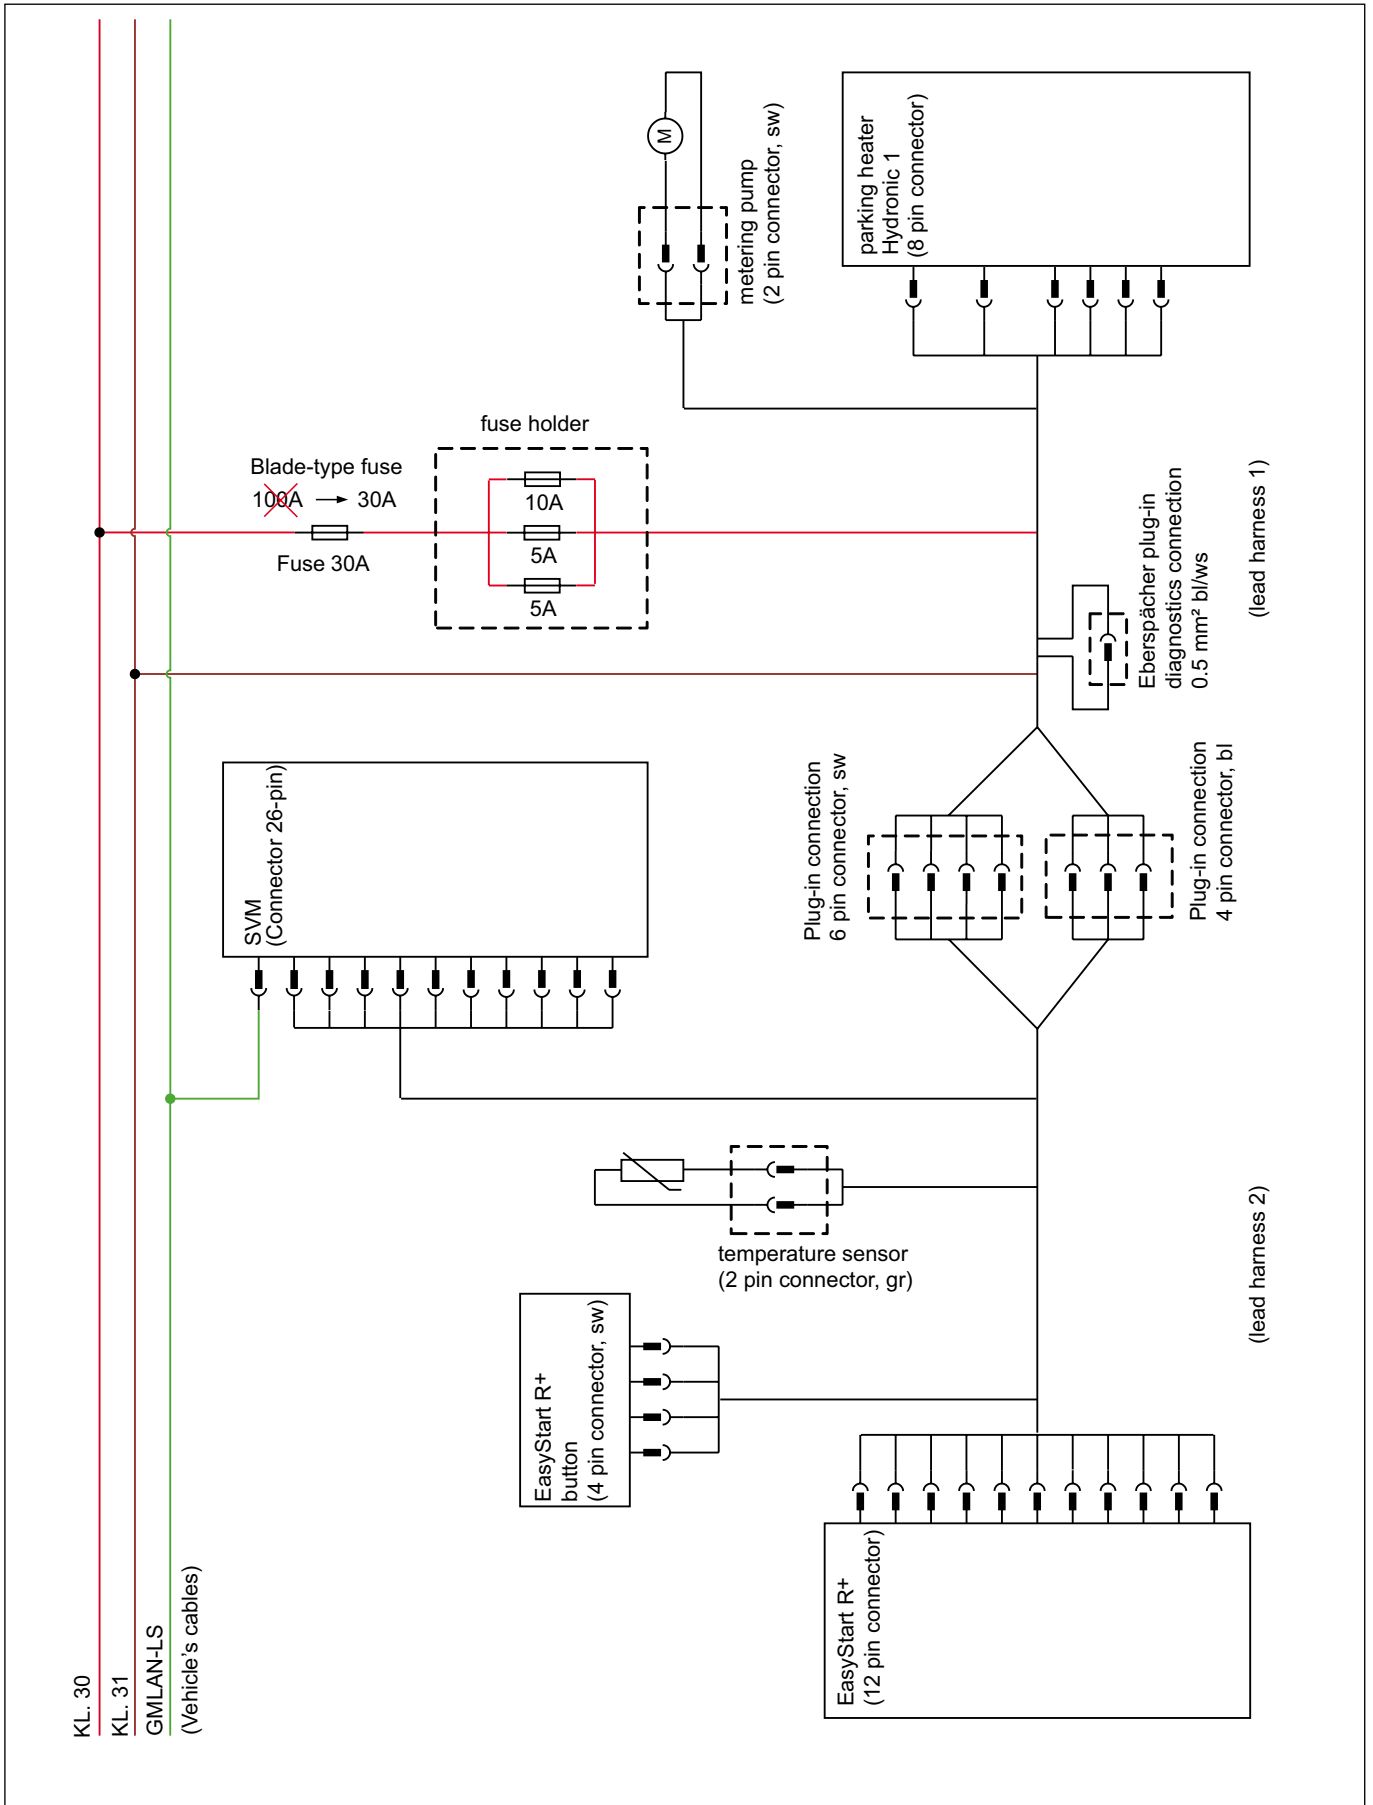 metering pump
(2 pin connector, sw)
M
parking heater
Hydronic 1
(8 pin connector)
fuse holder
Blade-type fuse
100A → 30A
Fuse 30A
10A
5A
5A
Eberspächer plug-in
diagnostics connection
0.5 mm² bl/ws
(lead harness 1)
SVM
(Connector 26-pin)
Plug-in connection
6 pin connector, sw
Plug-in connection
4 pin connector, bl
temperature sensor
(2 pin connector, gr)
(lead harness 2)
EasyStart R+
button
(4 pin connector, sw)
EasyStart R+
(12 pin connector)
KL. 30
KL. 31
GMLAN-LS
(Vehicle's cables)